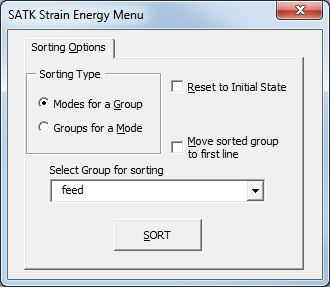 SATK Strain Energy Menu
Sorting Options
Sorting Type
Modes for a Group
Groups for a Mode
Reset to Initial State
Move sorted group
to first line
Select Group for sorting
feed
SORT